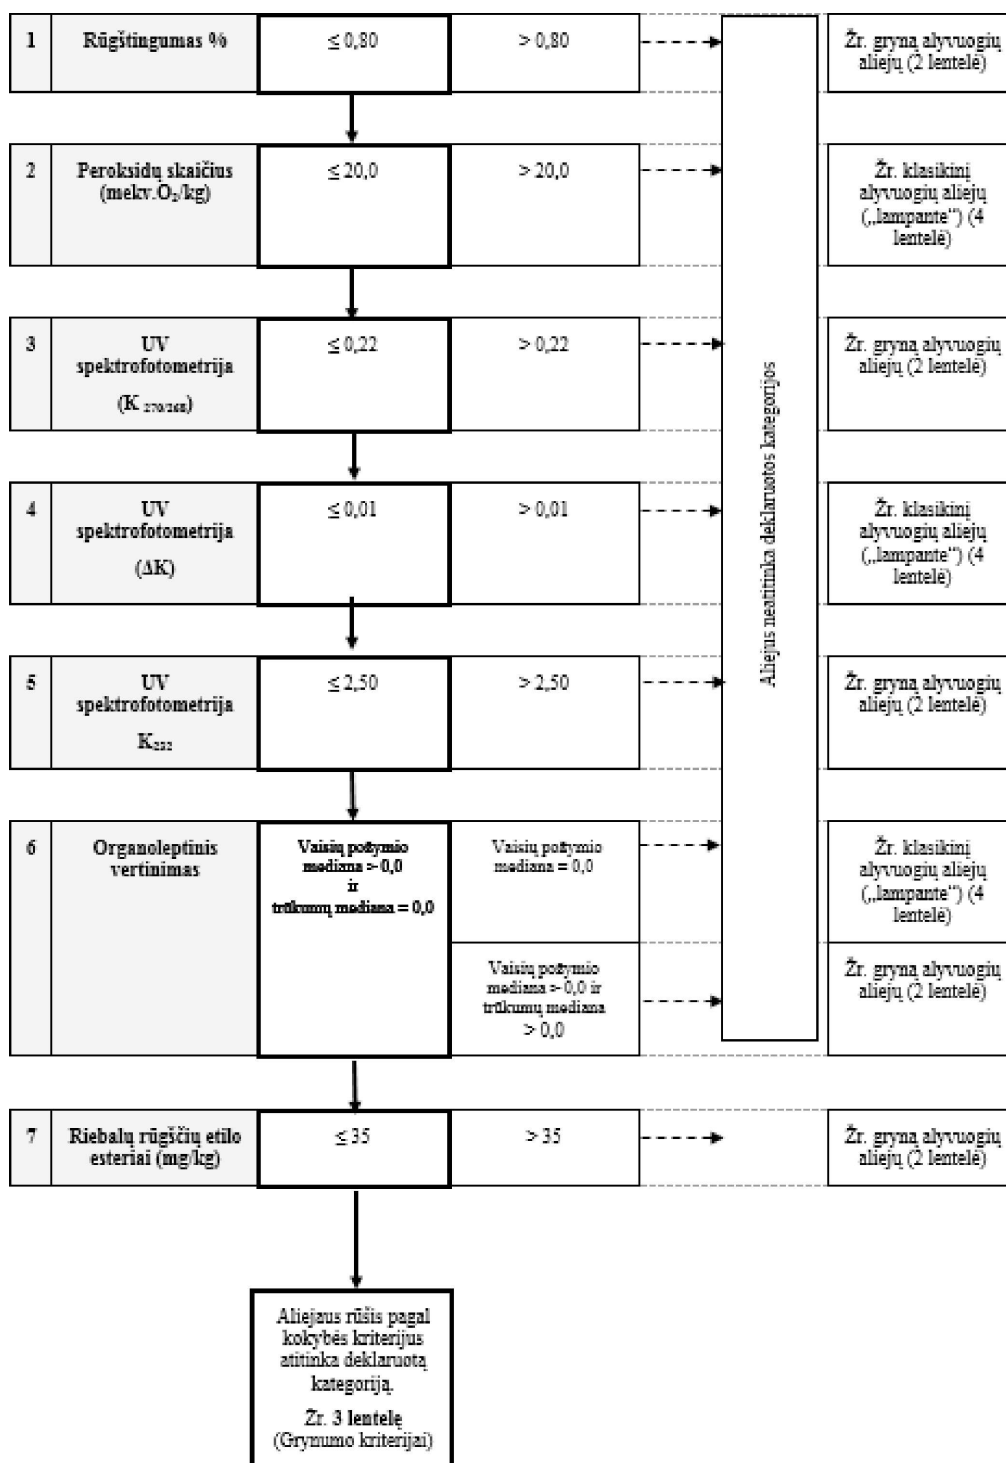 1
Rūgštingumas %
≤ 0,80
> 0,80
Žr. gryną alyvuogių
aliejų (2 lentelė)
2
Peroksidų skaičius
(mekv.O₂/kg)
≤ 20,0
> 20,0
Žr. klasikinį
alyvuogių aliejų
(„lampante“) (4
lentelė)
3
UV
spektrofotometrija
(K 270/268)
≤ 0,22
> 0,22
Žr. gryną alyvuogių
aliejų (2 lentelė)
4
UV
spektrofotometrija
(ΔK)
≤ 0,01
> 0,01
Žr. klasikinį
alyvuogių aliejų
(„lampante“) (4
lentelė)
5
UV
spektrofotometrija
K₂₃₂
≤ 2,50
> 2,50
Žr. gryną alyvuogių
aliejų (2 lentelė)
Aliejus neatitinka deklaruotos kategorijos
6
Organoleptinis
vertinimas
Vaisių požymio
mediana > 0,0
ir
trūkumų mediana = 0,0
Vaisių požymio
mediana = 0,0
Žr. klasikinį
alyvuogių aliejų
(„lampante“) (4
lentelė)
Vaisių požymio
mediana > 0,0 ir
trūkumų mediana
> 0,0
Žr. gryną alyvuogių
aliejų (2 lentelė)
7
Riebalų rūgščių etilo
esteriai (mg/kg)
≤ 35
> 35
Žr. gryną alyvuogių
aliejų (2 lentelė)
Aliejaus rūšis pagal
kokybės kriterijus
atitinka deklaruotą
kategoriją.
Žr. 3 lentelę
(Grynumo kriterijai)